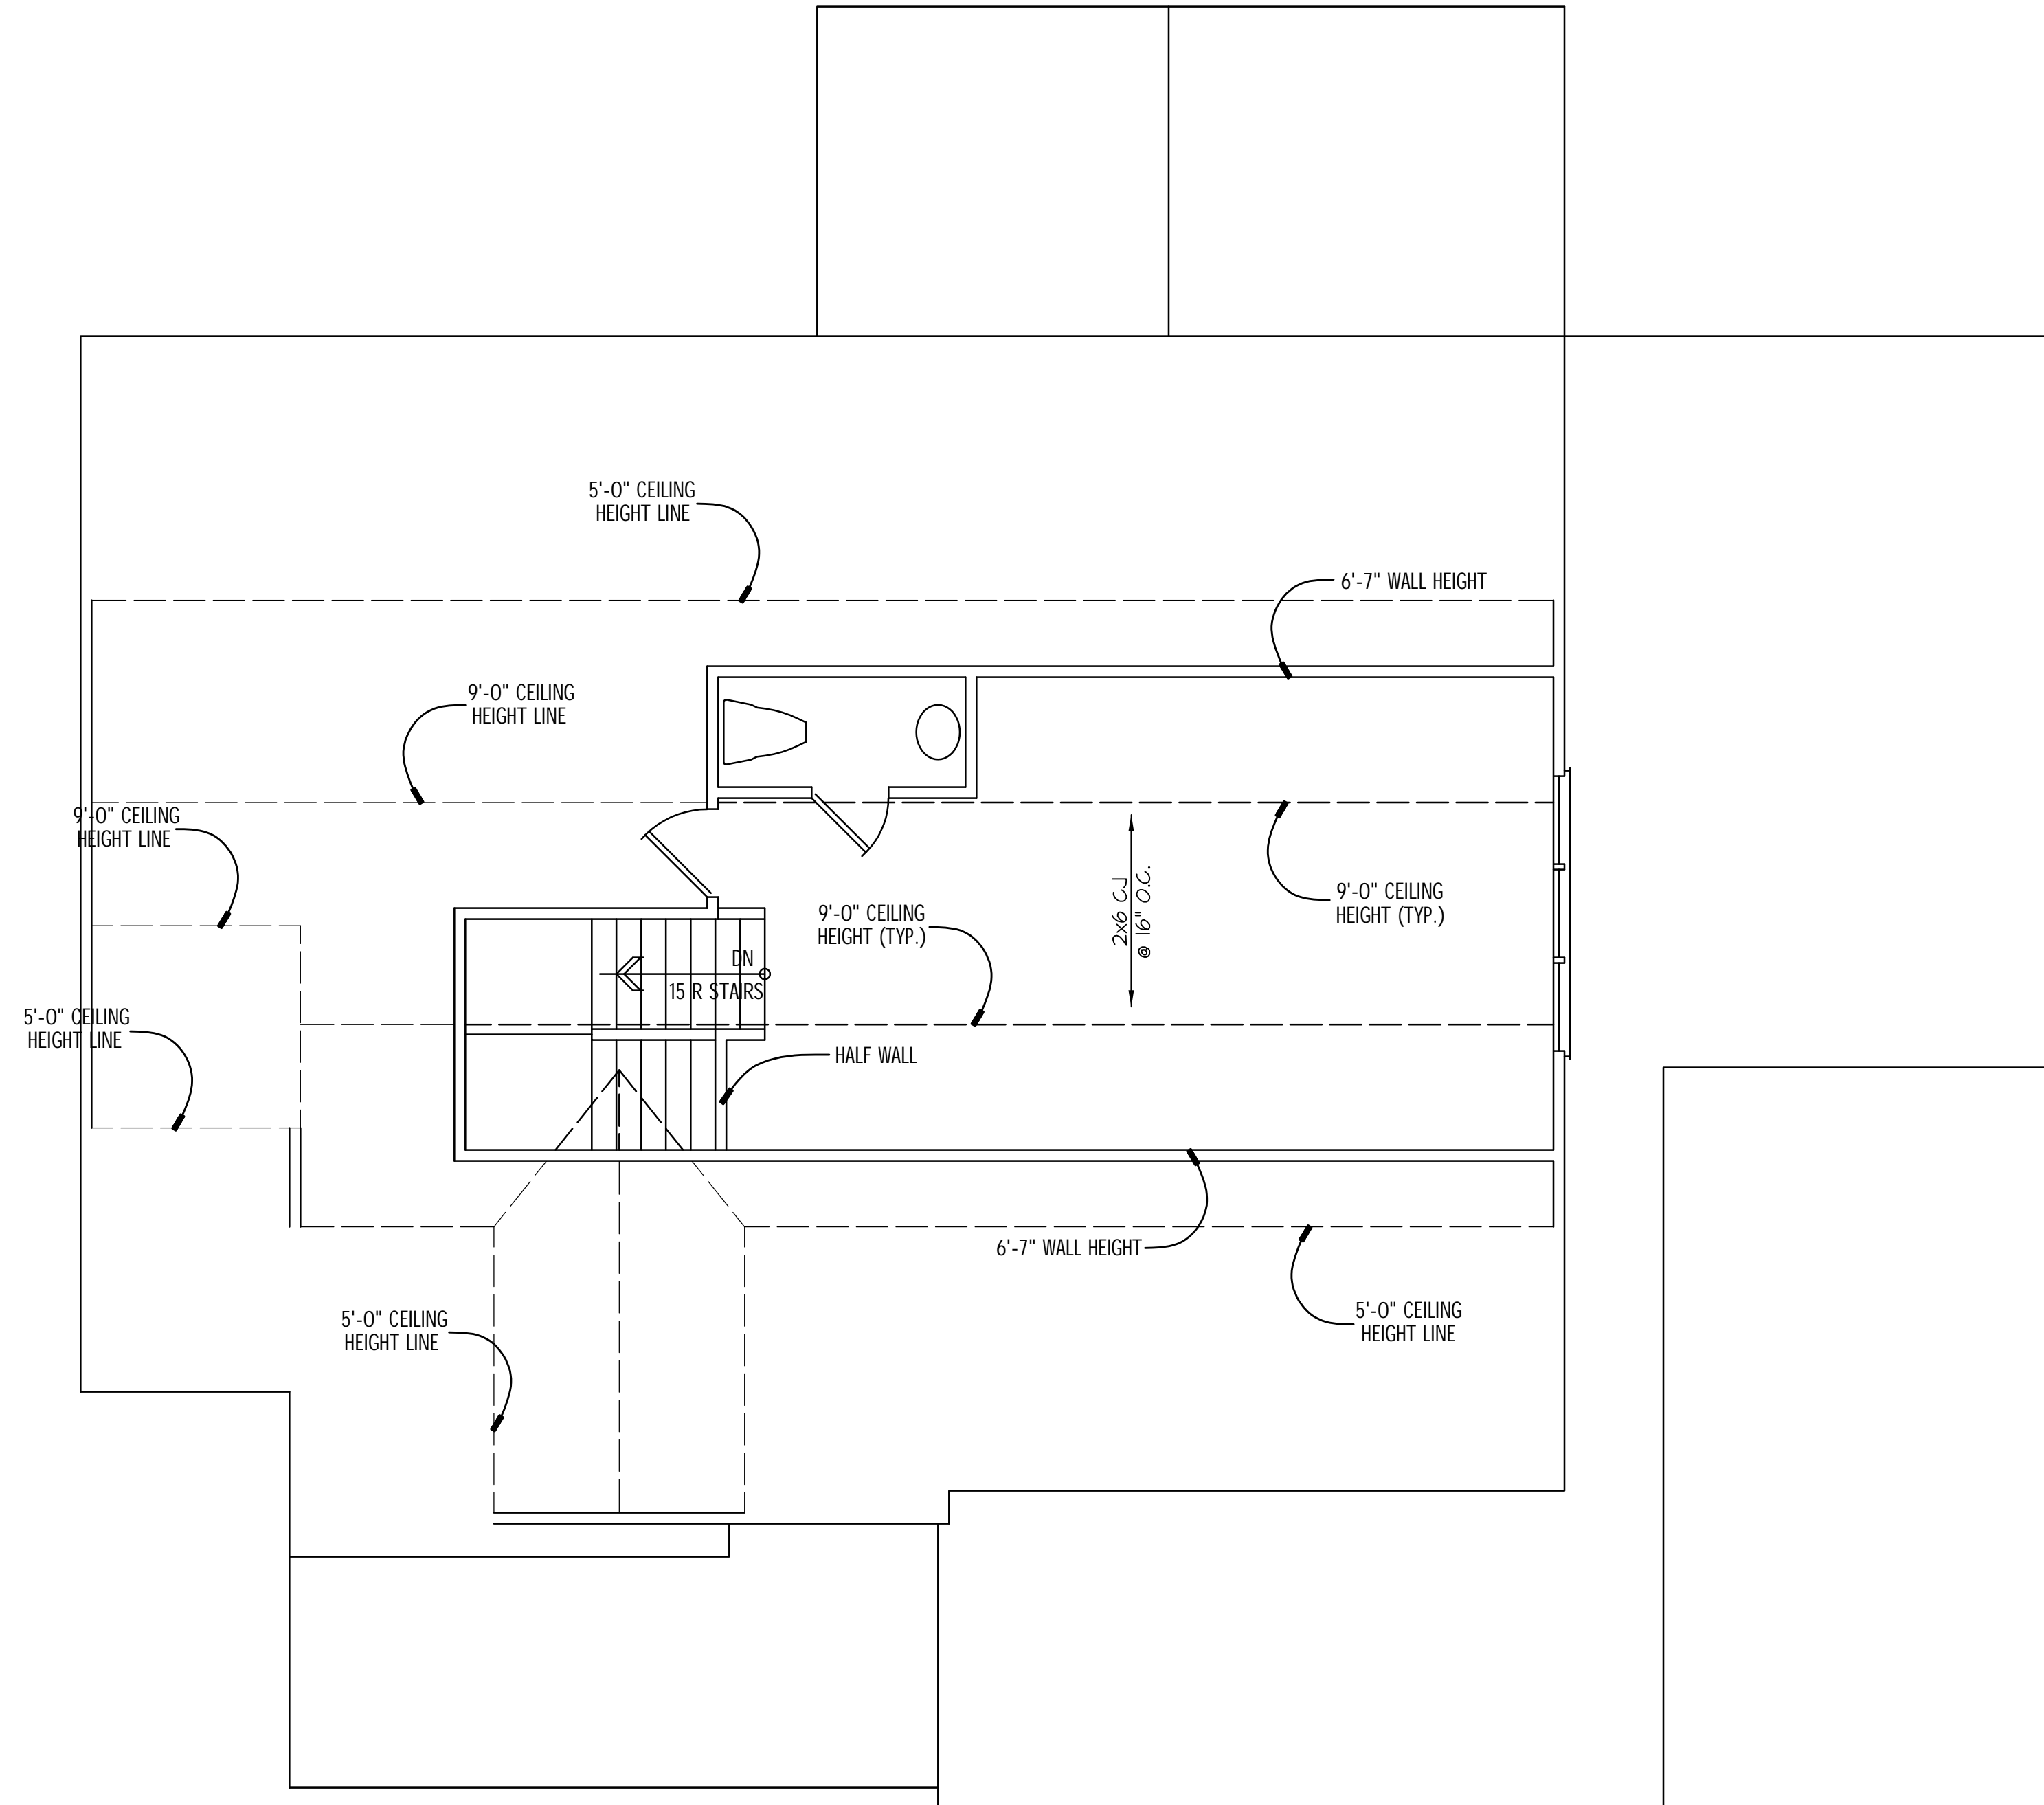 5'-0" CEILING
HEIGHT LINE
6'-7" WALL HEIGHT
9'-0" CEILING
HEIGHT LINE
9'-0" CEILING
HEIGHT LINE
9'-0" CEILING
HEIGHT (TYP.)
2x6 CJ
@ 16" O.C.
9'-0" CEILING
HEIGHT (TYP.)
DN
15 R STAIRS
5'-0" CEILING
HEIGHT LINE
HALF WALL
6'-7" WALL HEIGHT
5'-0" CEILING
HEIGHT LINE
5'-0" CEILING
HEIGHT LINE